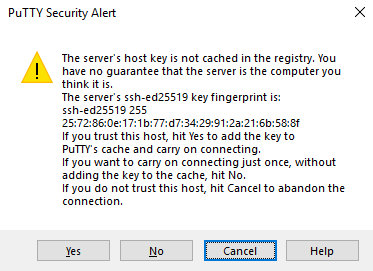 PuTTY Security Alert
The server's host key is not cached in the registry. You
have no guarantee that the server is the computer you
think it is.
The server's ssh-ed25519 key fingerprint is:
ssh-ed25519 255
25:72:86:0e:17:1b:77:d7:34:29:91:2a:21:6b:58:8f
If you trust this host, hit Yes to add the key to
PuTTY's cache and carry on connecting.
If you want to carry on connecting just once, without
adding the key to the cache, hit No.
If you do not trust this host, hit Cancel to abandon the
connection.
Yes No Cancel Help